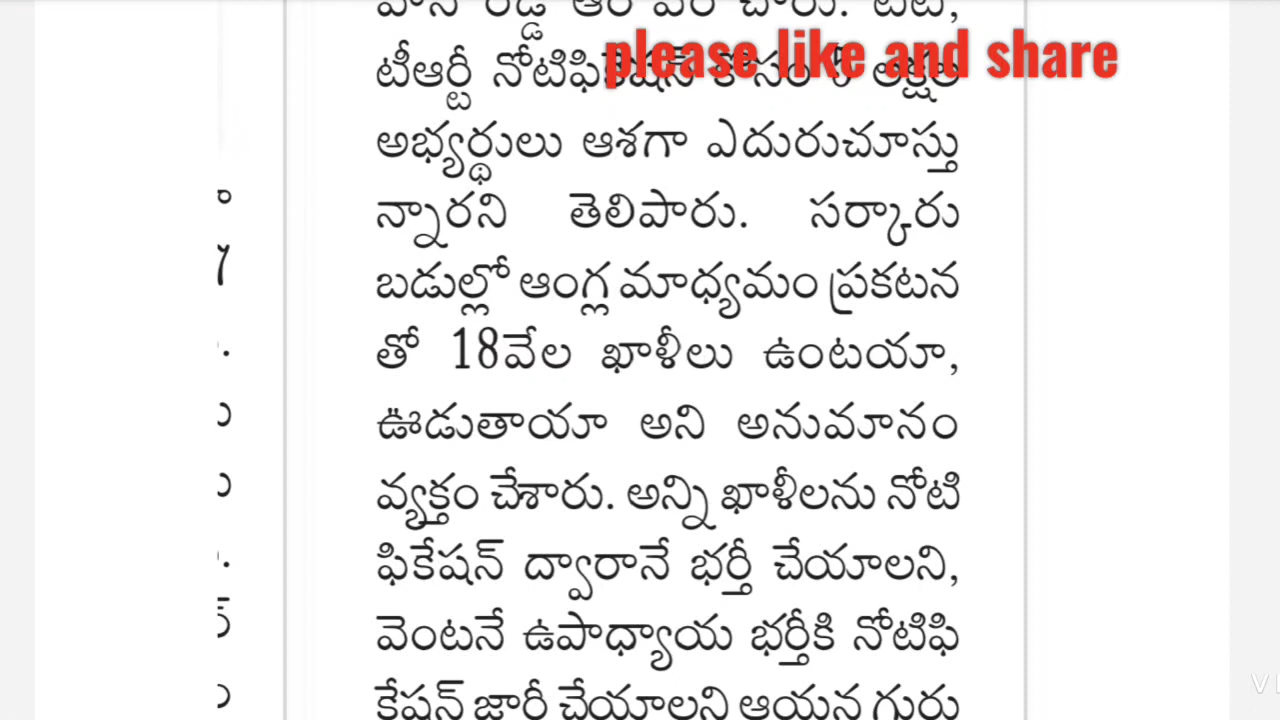 please like and share
టీఆర్టీ
అభ్యర్థులు ఆశగా ఎదురుచూస్తు
న్నారని తెలిపారు. సర్కారు
బడుల్లో ఆంగ్ల మాధ్యమం ప్రకటన
తో 18వేల ఖాళీలు ఉంటయా,
ఊడుతాయా అని అనుమానం
వ్యక్తం చేశారు. అన్ని ఖాళీలను నోటి
ఫికేషన్ ద్వారానే భర్తీ చేయాలని,
వెంటనే ఉపాధ్యాయ భర్తీకి నోటిఫి
కేషన్ జారీ చేయాలని ఆయన గురు